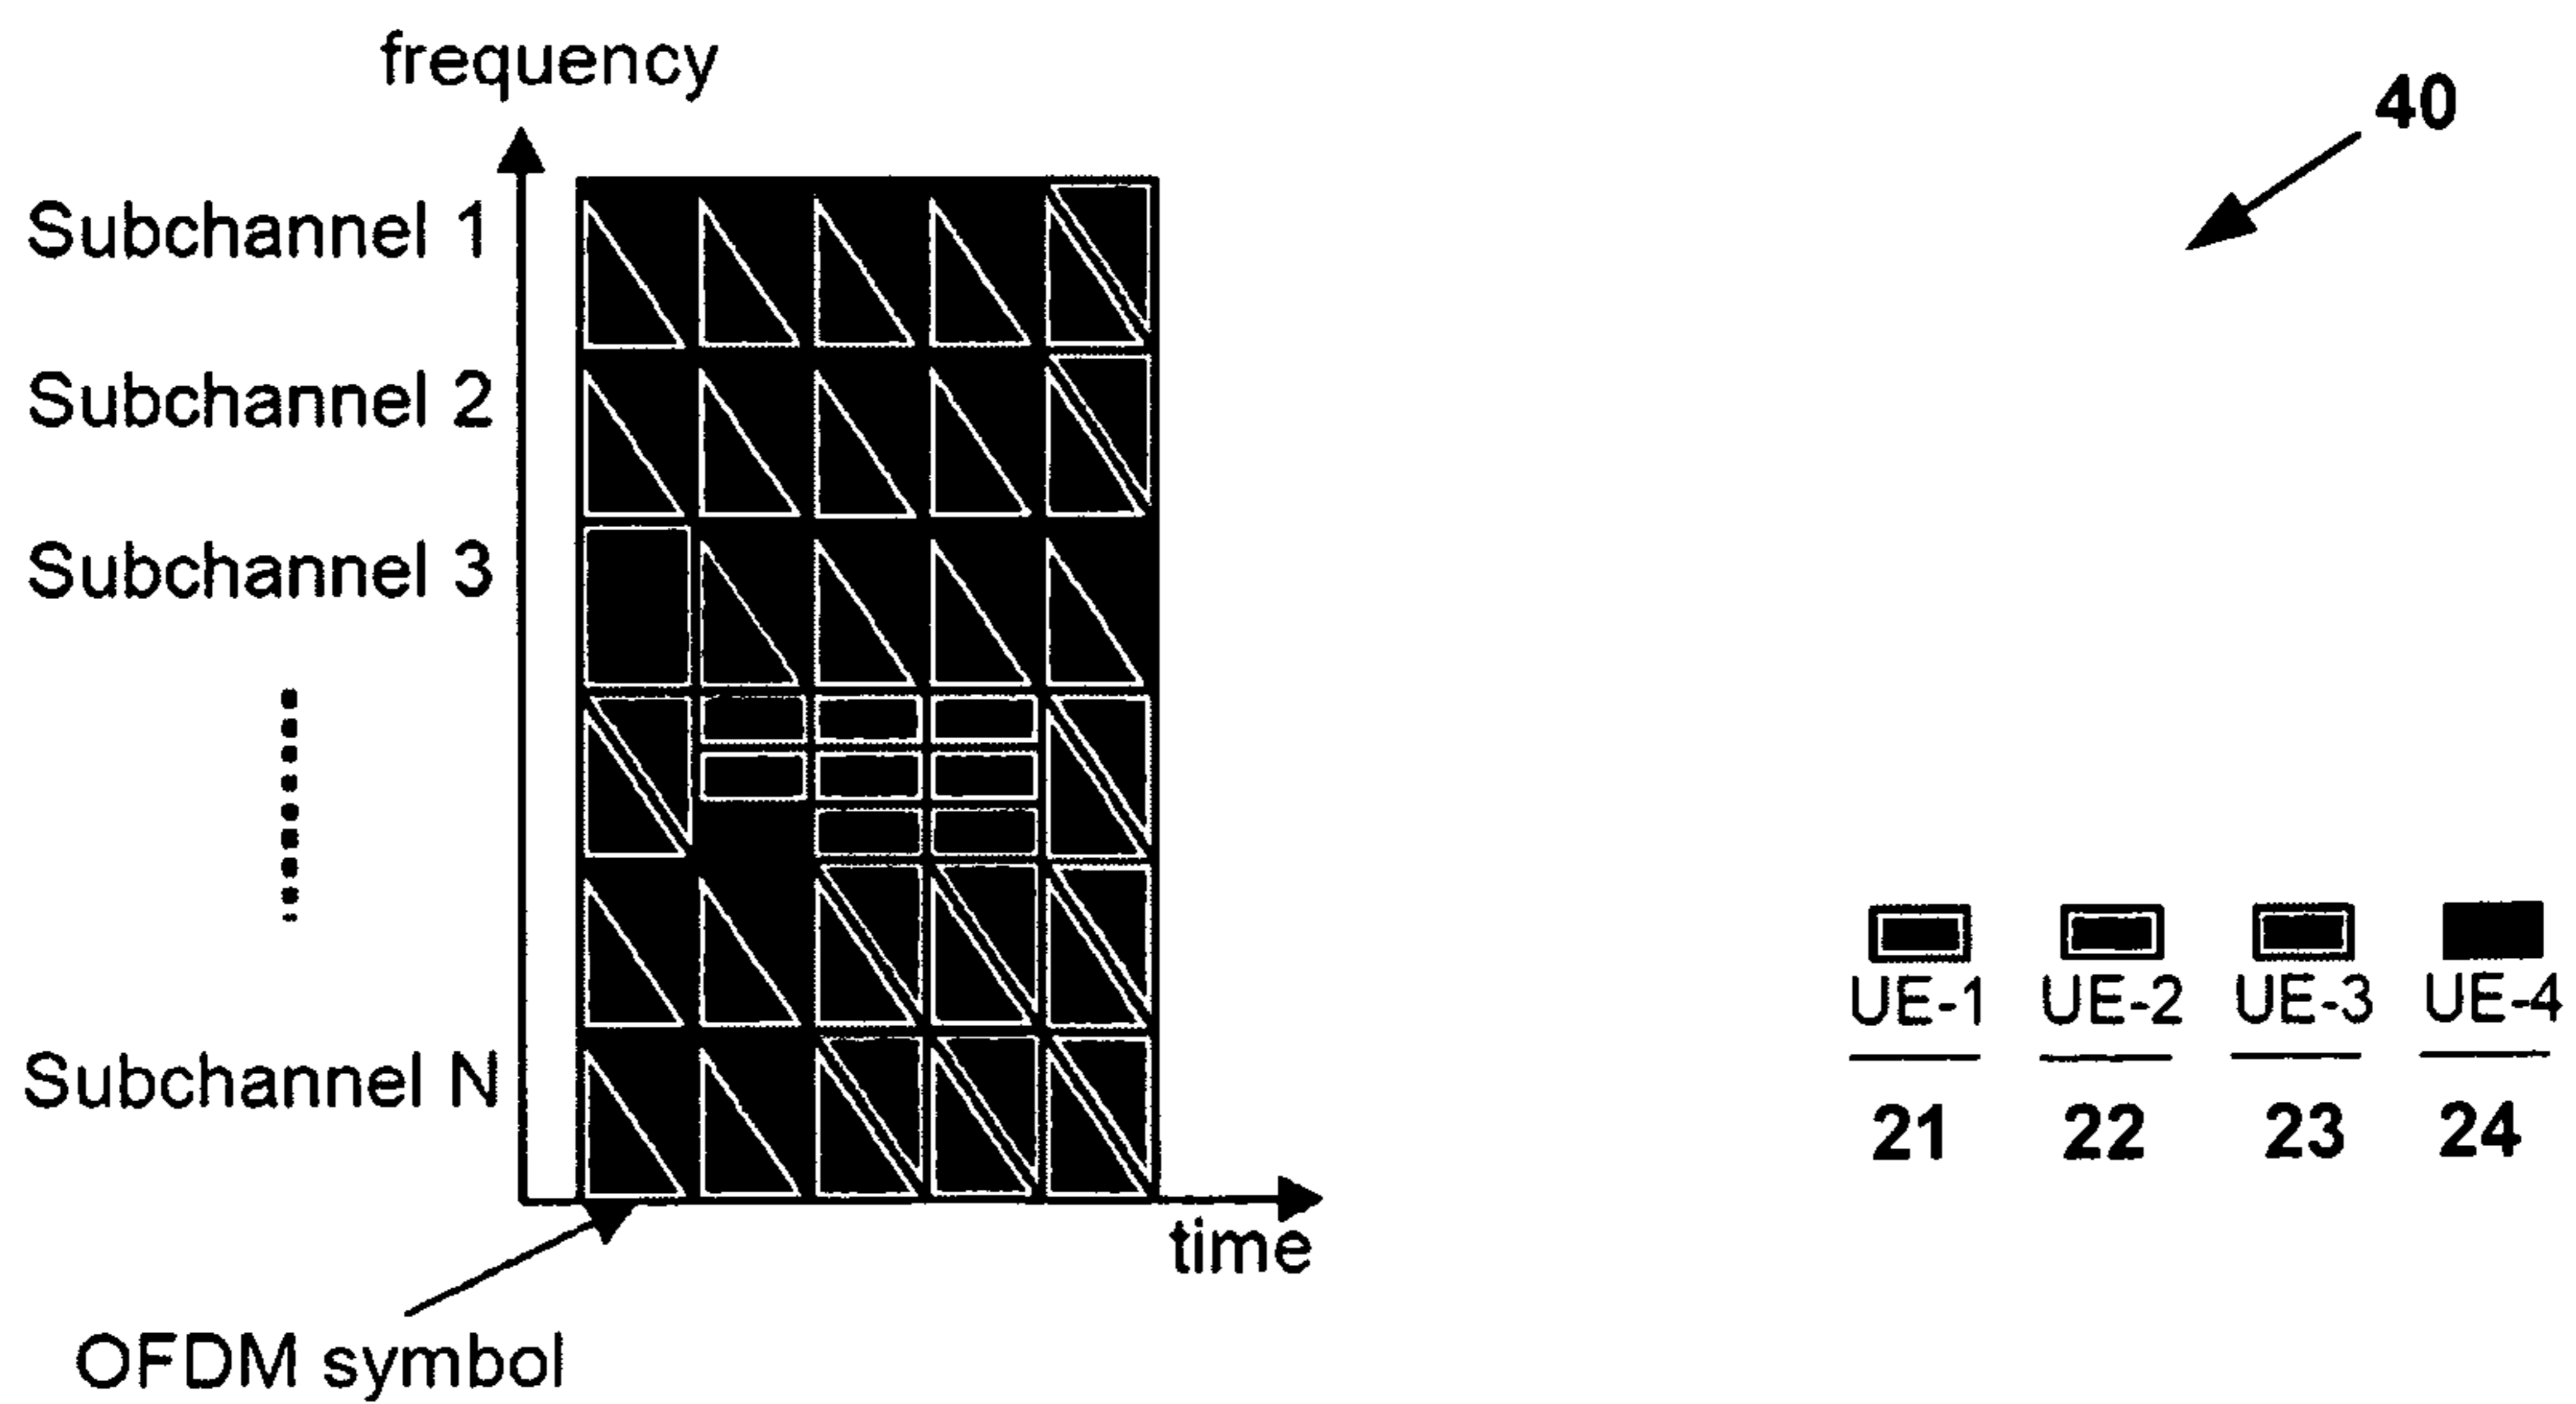 frequency
40
Subchannel 1
Subchannel 2
Subchannel 3
UE-1 UE-2 UE-3 UE-4
21 22 23 24
Subchannel N
time
OFDM symbol